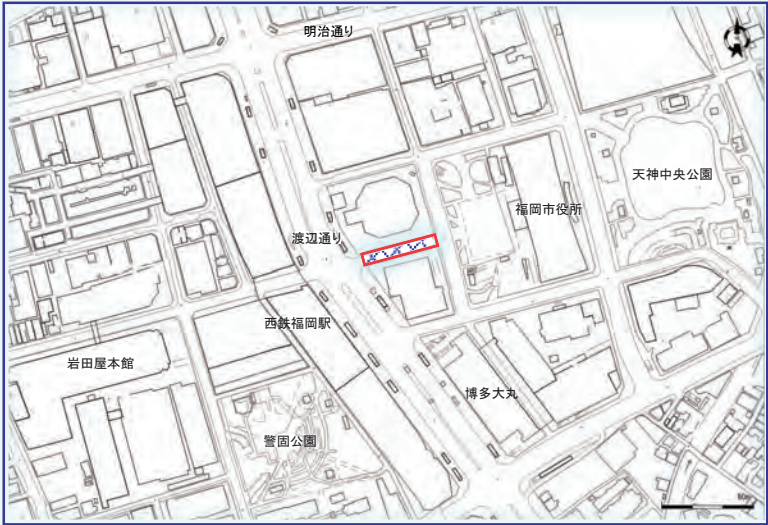 明治通り
天神中央公園
福岡市役所
渡辺通り
西鉄福岡駅
岩田屋本館
博多大丸
警固公園